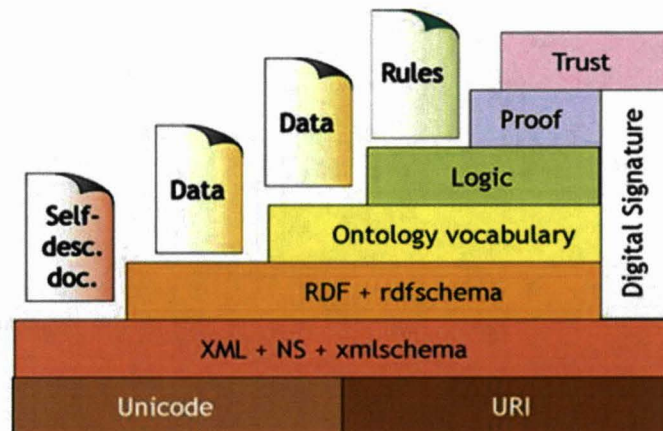 Rules
Trust
Data
Proof
Data
Logic
Self-
desc.
doc.
Ontology vocabulary
Digital Signature
RDF + rdfschema
XML + NS + xmlschema
Unicode
URI